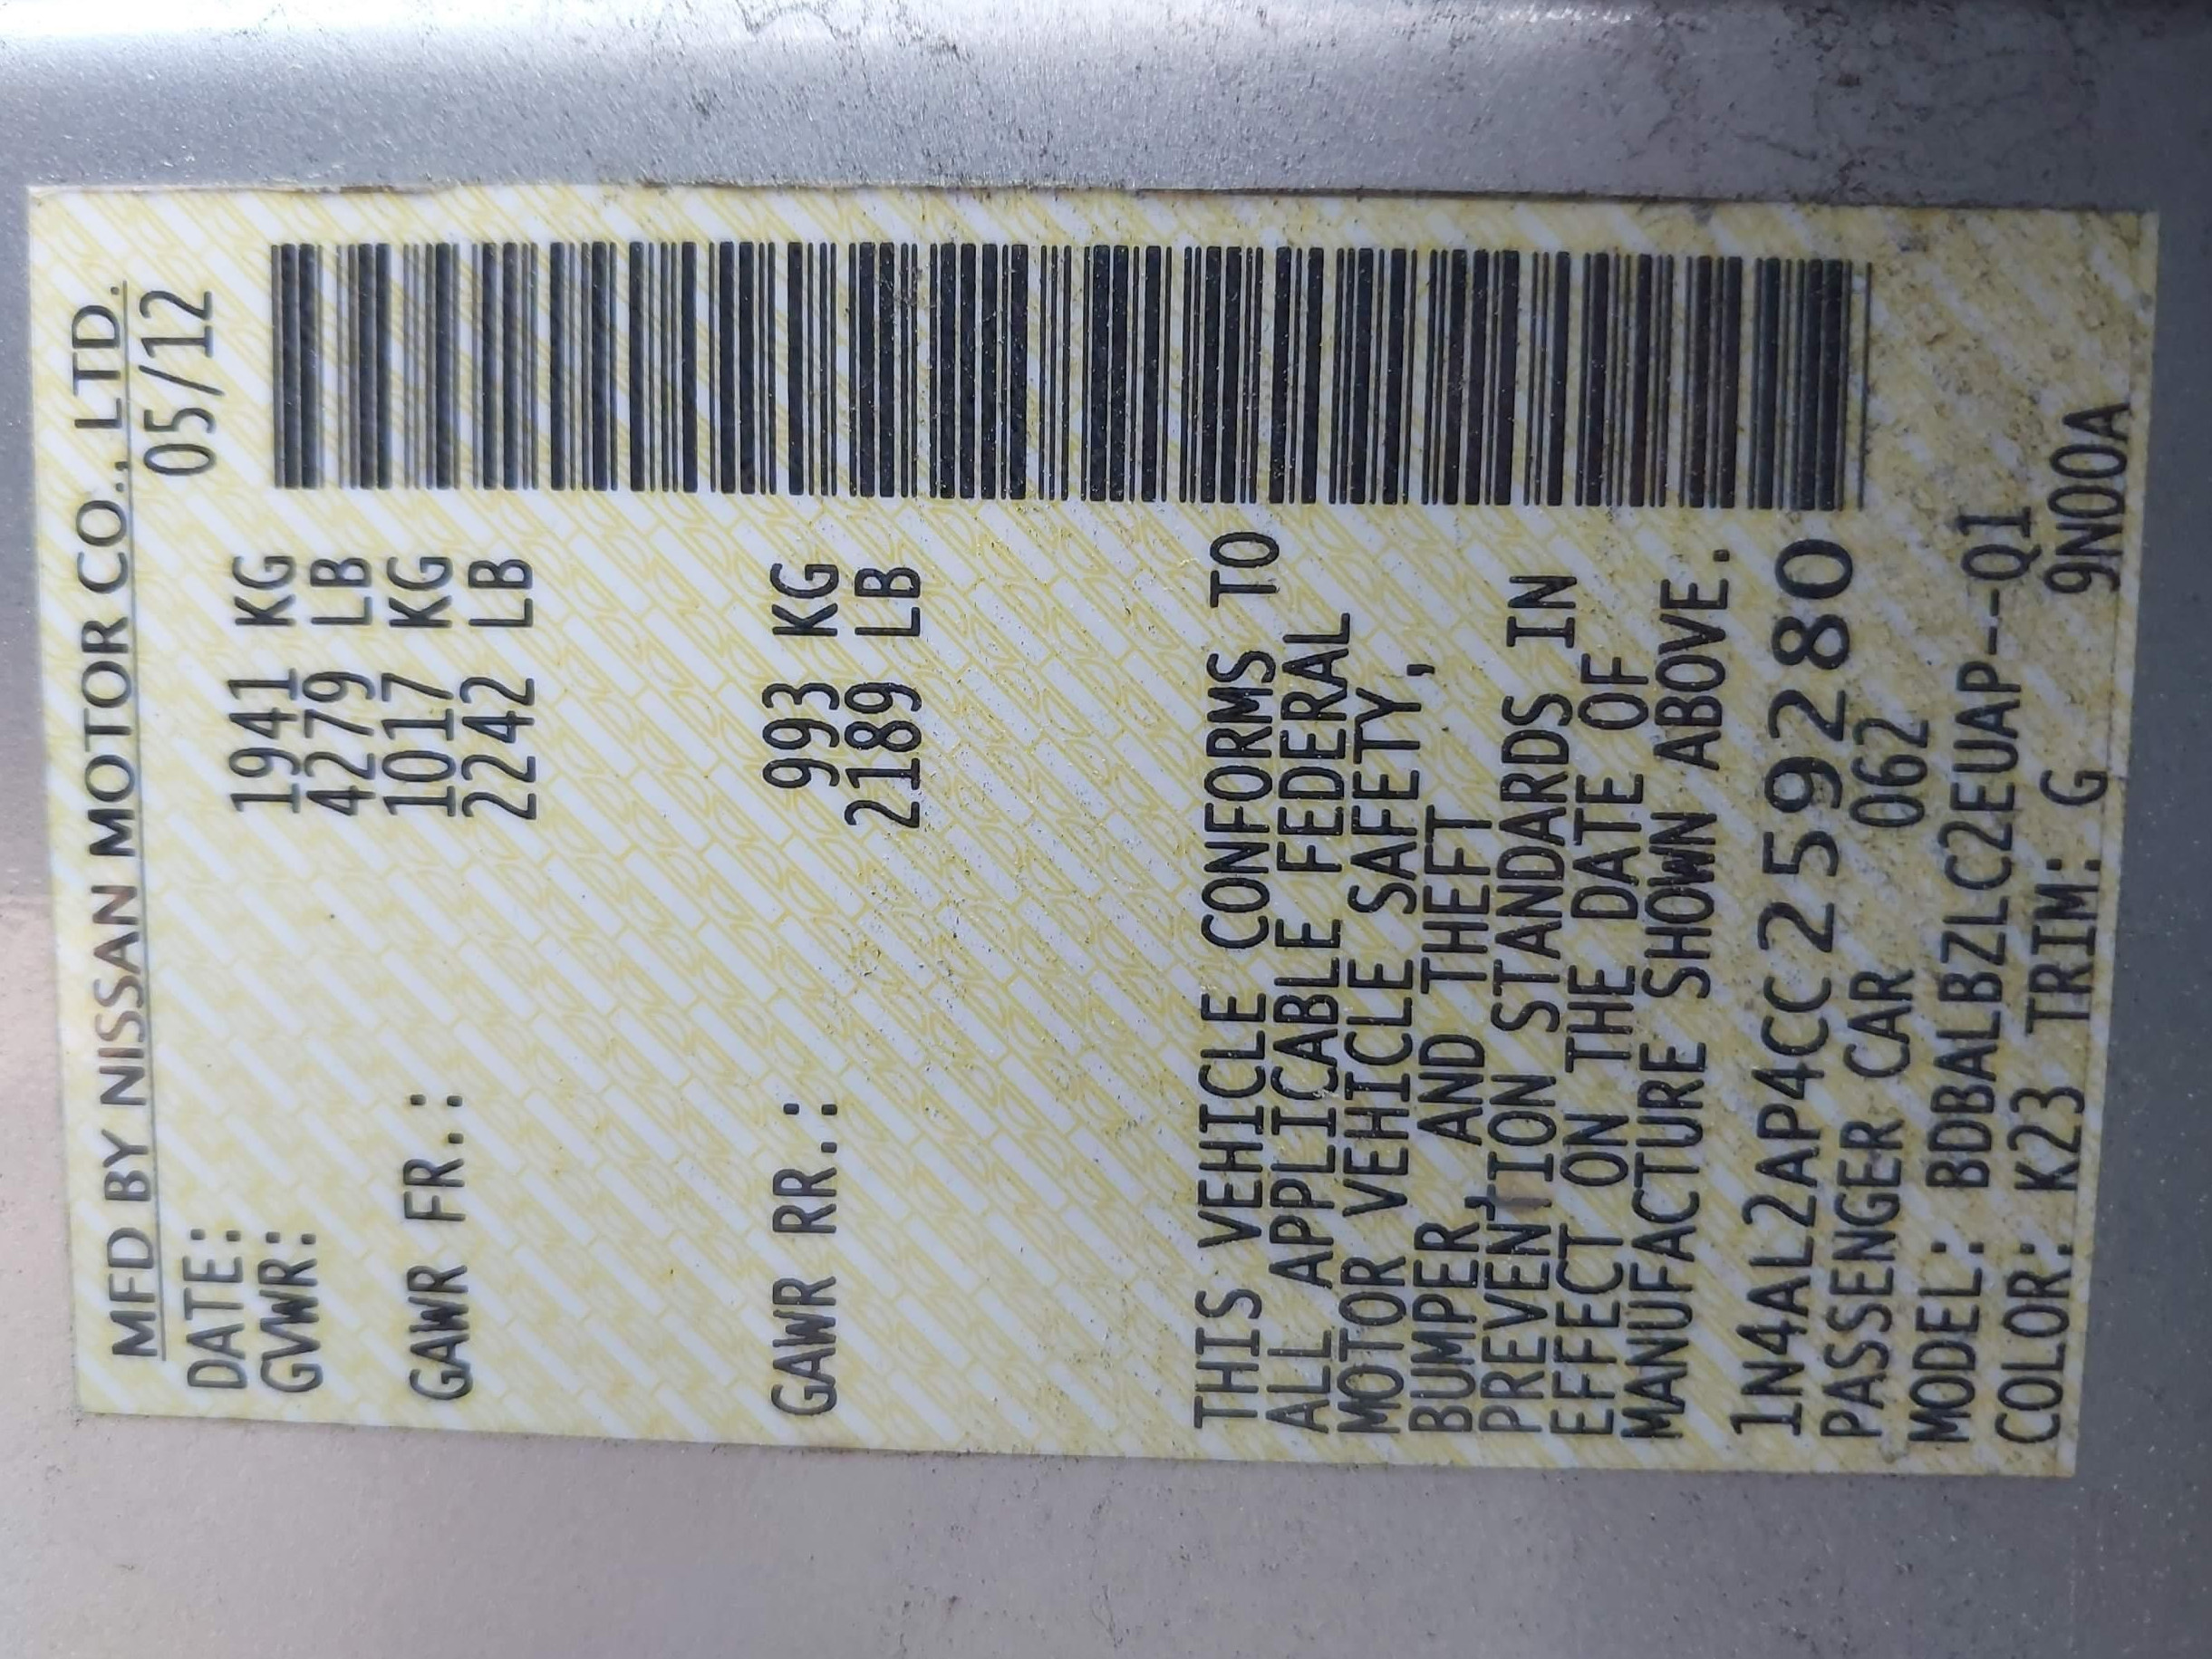 MFD BY NISSAN MOTOR CO., LTD.
DATE: 05/12
GVWR: 1941 KG
4279 LB
GAWR FR.: 1017 KG
2242 LB
GAWR RR.: 993 KG
2189 LB
THIS VEHICLE CONFORMS TO
ALL APPLICABLE FEDERAL
MOTOR VEHICLE SAFETY,
BUMPER, AND THEFT
PREVENTION STANDARDS IN
EFFECT ON THE DATE OF
MANUFACTURE SHOWN ABOVE.
1N4AL2AP4CC259280
PASSENGER CAR 062
MODEL: BDBALBZLC2EUAP--Q1
COLOR: K23 TRIM: G 9N00A